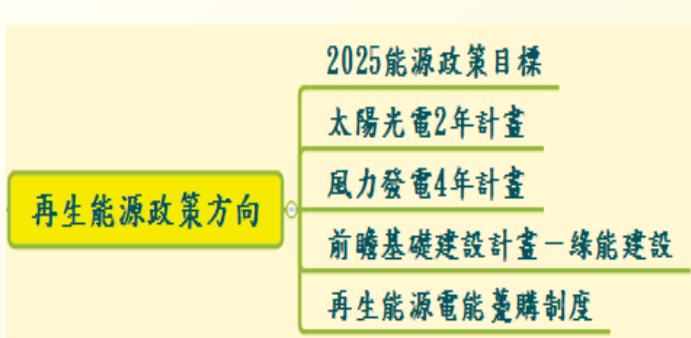 再生能源政策方向
2025能源政策目標
太陽光電2年計畫
風力發電4年計畫
前瞻基礎建設計畫－綠能建設
再生能源電能躉購制度